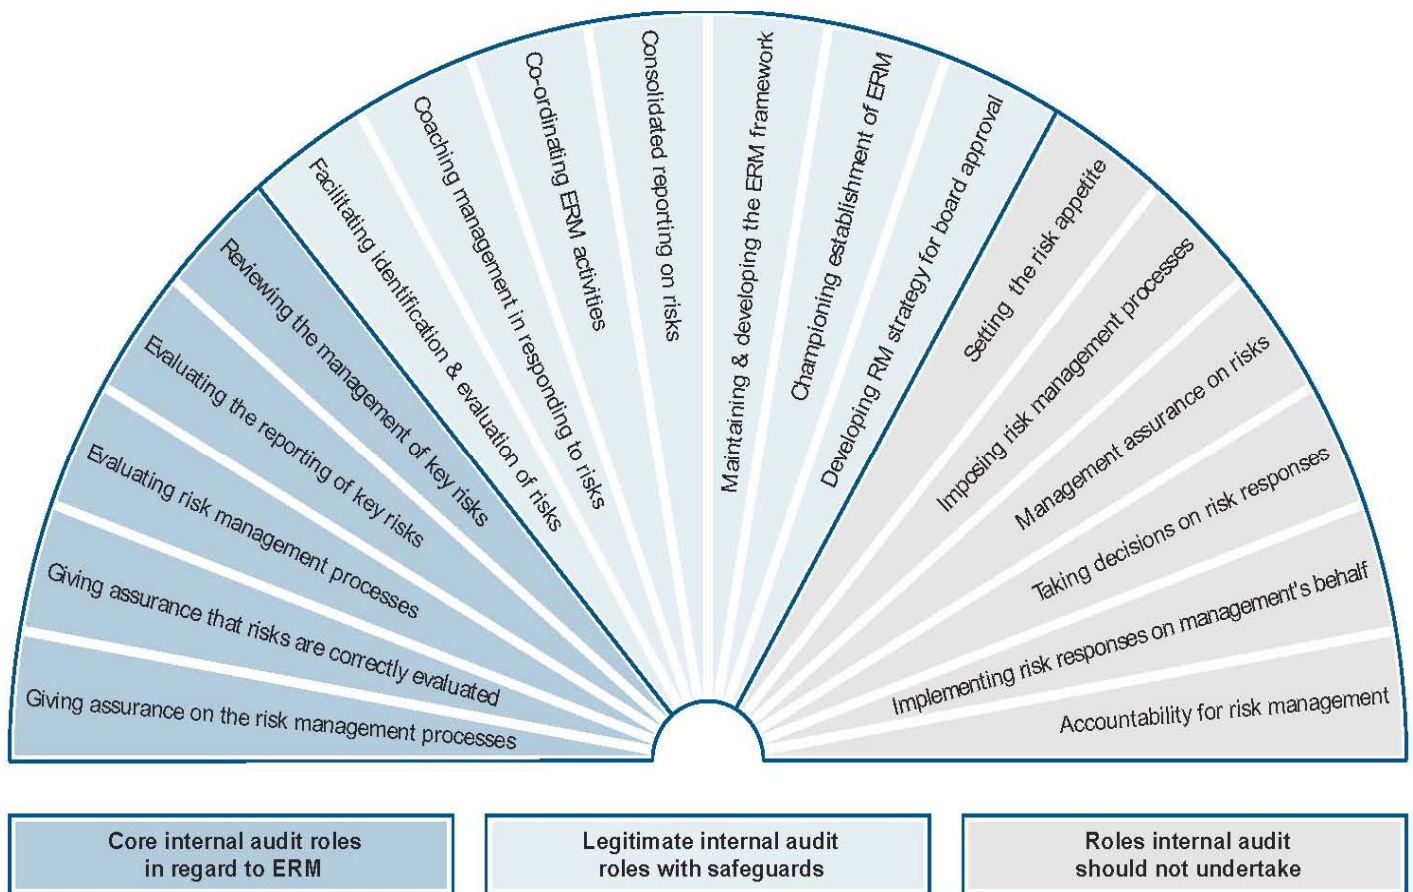 Giving assurance on the risk management processes
Giving assurance that risks are correctly evaluated
Evaluating risk management processes
Evaluating the reporting of key risks
Reviewing the management of key risks
Facilitating identification & evaluation of risks
Coaching management in responding to risks
Co-ordinating ERM activities
Consolidated reporting on risks
Maintaining & developing the ERM framework
Championing establishment of ERM
Developing RM strategy for board approval
Setting the risk appetite
Imposing risk management processes
Management assurance on risks
Taking decisions on risk responses
Implementing risk responses on management's behalf
Accountability for risk management
Core internal audit roles
in regard to ERM
Legitimate internal audit
roles with safeguards
Roles internal audit
should not undertake